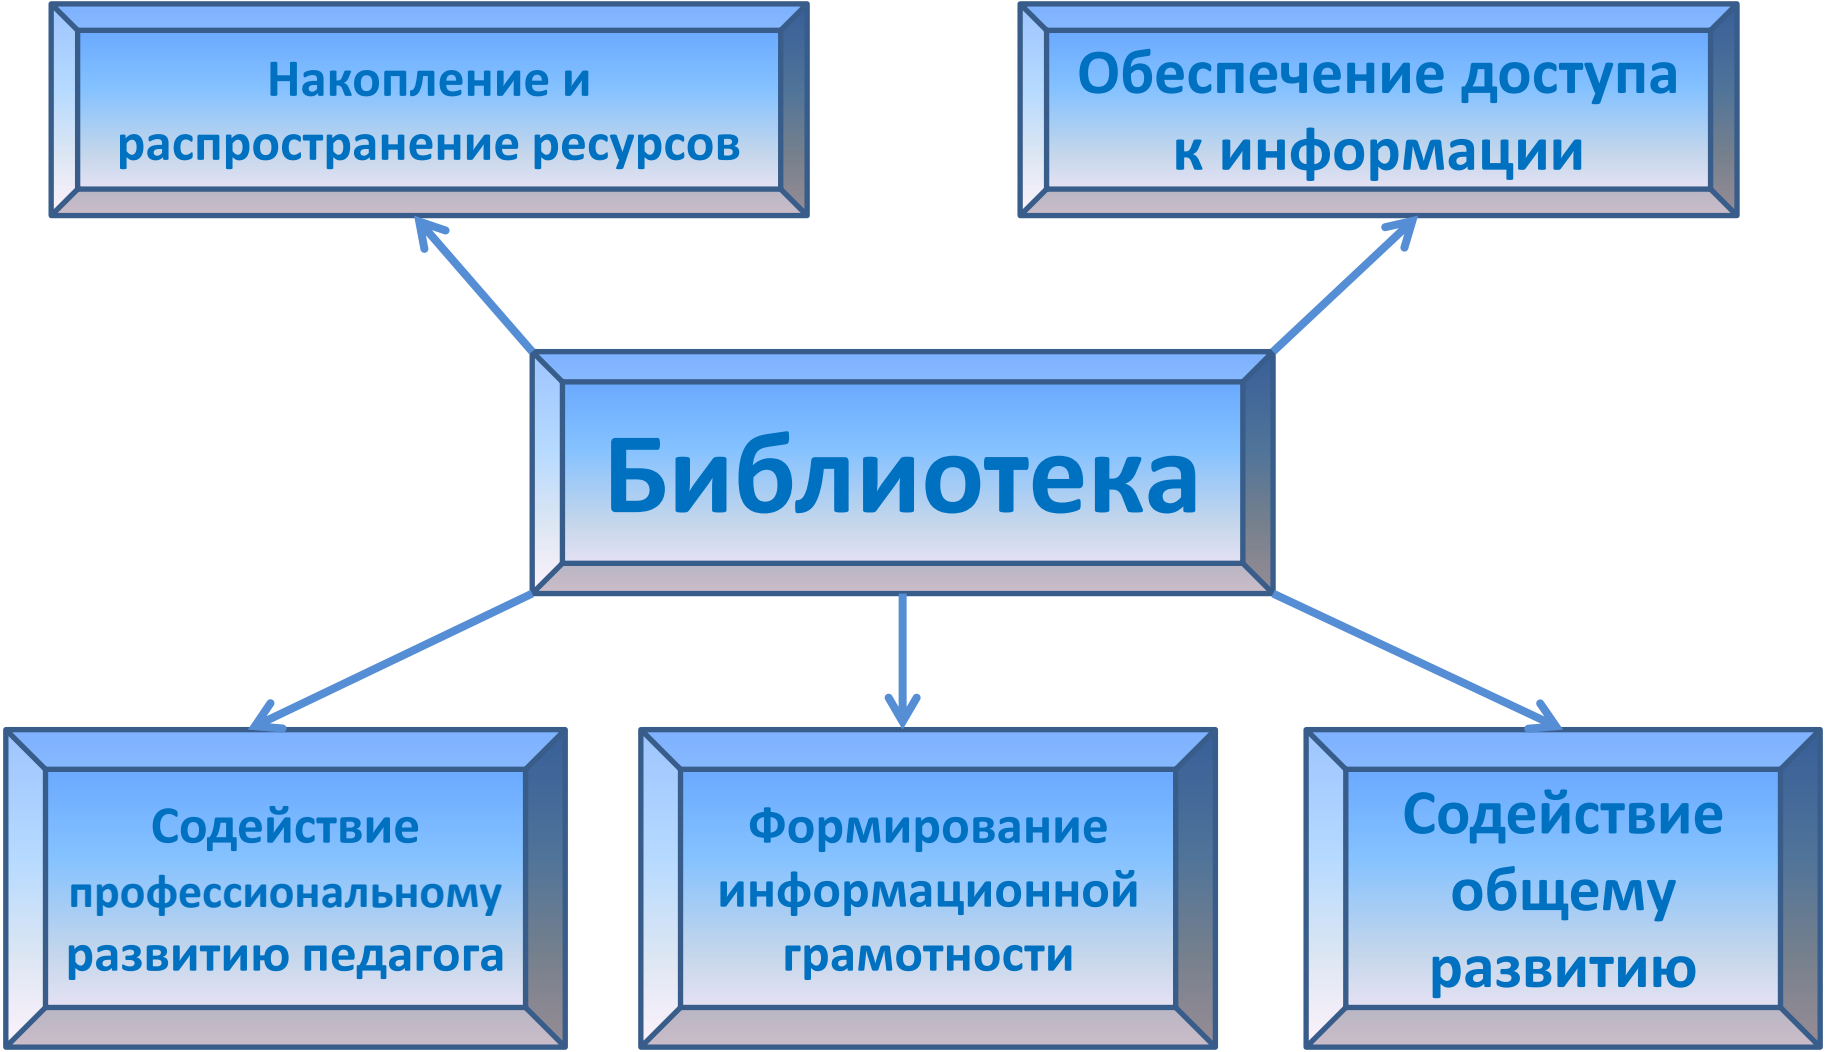 Накопление и
распространение ресурсов
Обеспечение доступа
к информации
Библиотека
Содействие
профессиональному
развитию педагога
Формирование
информационной
грамотности
Содействие
общему
развитию